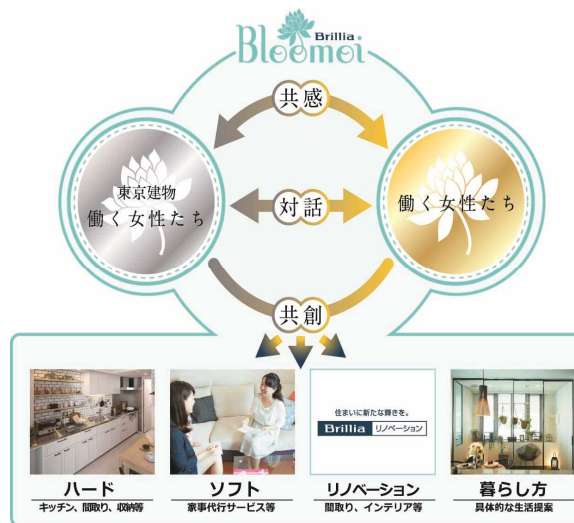 Brillia
Bloomoi
共感
東京建物
働く女性たち
対話
働く女性たち
共創
住まいに新たな輝きを。
Brillia リノベーション
ハード
キッチン、間取り、収納等
ソフト
家事代行サービス等
リノベーション
間取り、インテリア等
暮らし方
具体的な生活提案